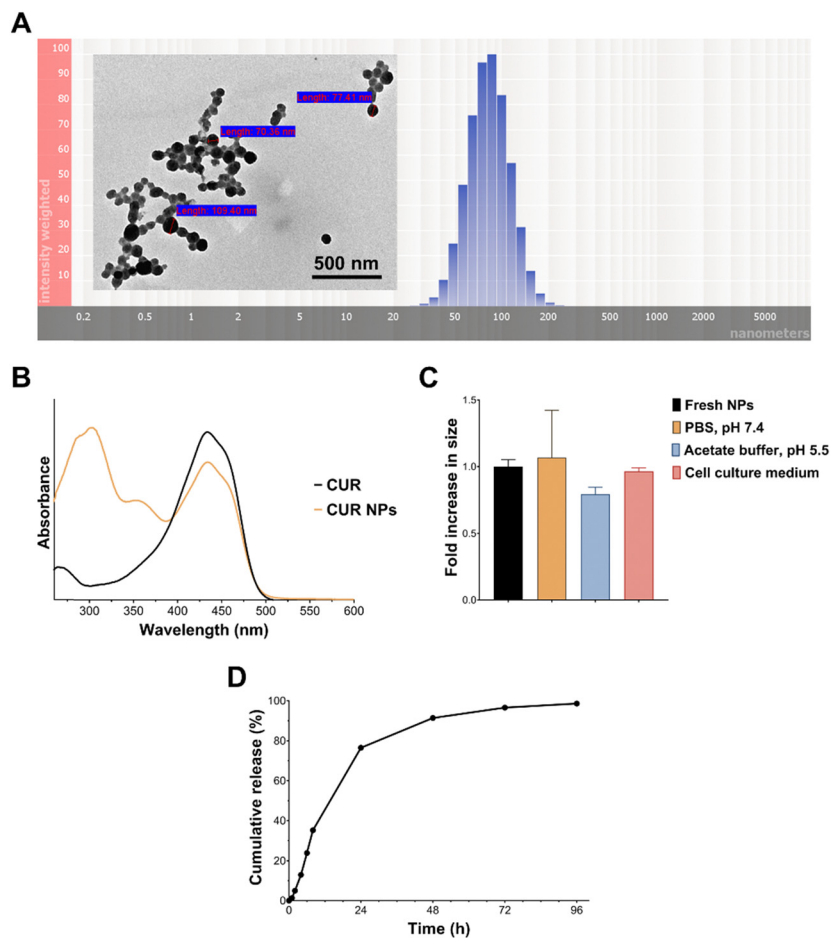 A
100
90
80
70
60
50
40
30
20
10
intensity weighted
Length: 77.41 nm
Length: 70.36 nm
Length: 109.40 nm
500 nm
0.2 0.5 1 2 5 10 20 50 100 200 500 1000 2000 5000
nanometers
B
Absorbance
300 350 400 450 500 550 600
Wavelength (nm)
CUR
CUR NPs
C
Fold increase in size
1.5
1.0
0.5
0.0
Fresh NPs
PBS, pH 7.4
Acetate buffer, pH 5.5
Cell culture medium
D
Cumulative release (%)
100
80
60
40
20
0
0 24 48 72 96
Time (h)